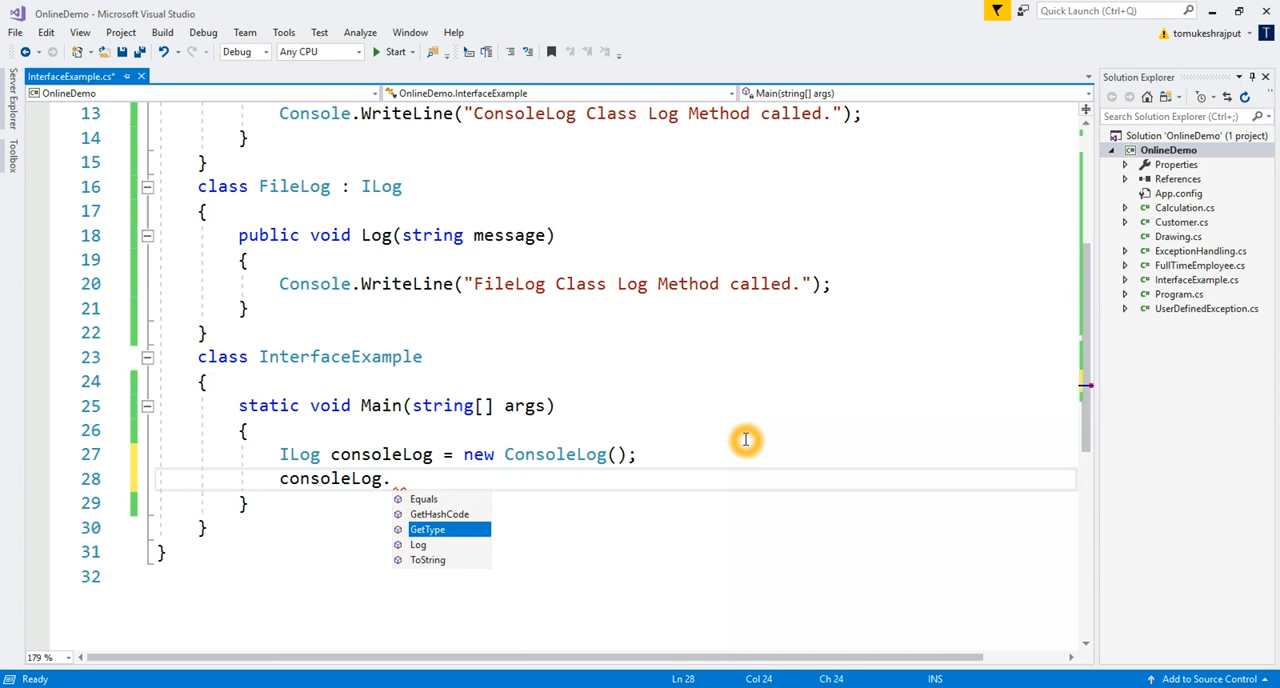 OnlineDemo - Microsoft Visual Studio
Quick Launch (Ctrl+Q)
File Edit View Project Build Debug Team Tools Test Analyze Window Help
tomukeshrajput T
Debug Any CPU Start
InterfaceExample.cs*
OnlineDemo OnlineDemo.InterfaceExample Main(string[] args)
Server Explorer
Toolbox
13 Console.WriteLine("ConsoleLog Class Log Method called.");
14 }
15 }
16 class FileLog : ILog
17 {
18 public void Log(string message)
19 {
20 Console.WriteLine("FileLog Class Log Method called.");
21 }
22 }
23 class InterfaceExample
24 {
25 static void Main(string[] args)
26 {
27 ILog consoleLog = new ConsoleLog();
28 consoleLog.
29 }
30 }
31 }
32
Equals
GetHashCode
GetType
Log
ToString
Solution Explorer
Search Solution Explorer (Ctrl+;)
Solution 'OnlineDemo' (1 project)
OnlineDemo
Properties
References
App.config
Calculation.cs
Customer.cs
Drawing.cs
ExceptionHandling.cs
FullTimeEmployee.cs
InterfaceExample.cs
Program.cs
UserDefinedException.cs
179 %
Ready Ln 28 Col 24 Ch 24 INS Add to Source Control